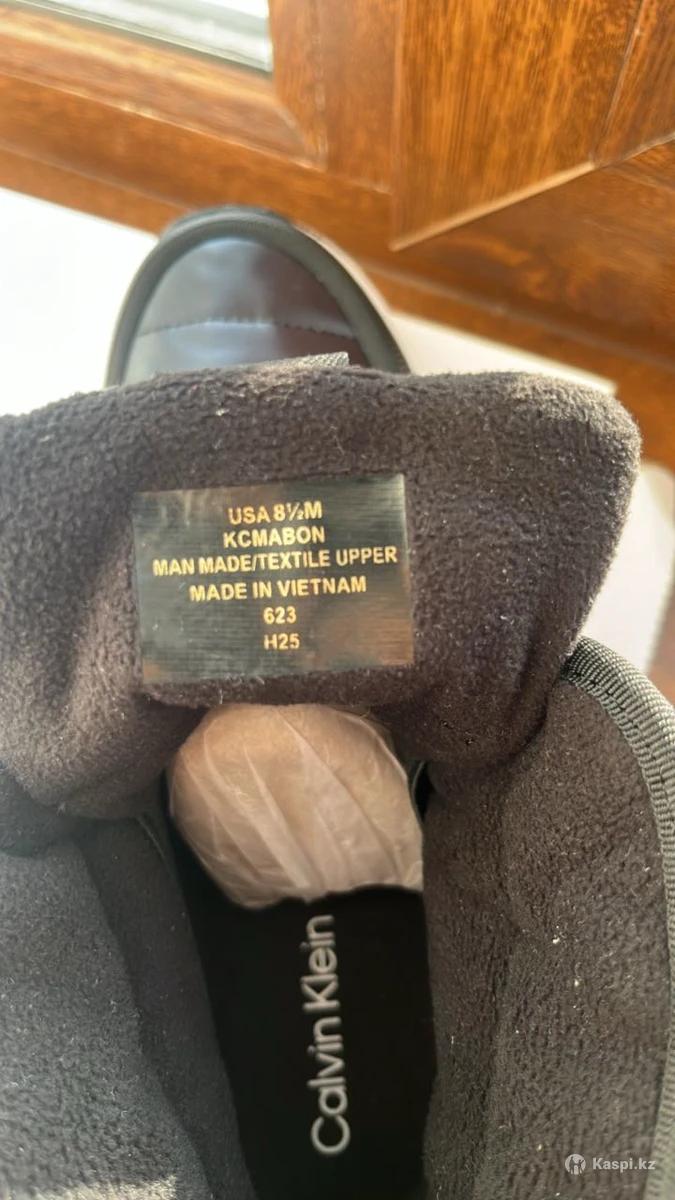 USA 8½M
KCMABON
MAN MADE/TEXTILE UPPER
MADE IN VIETNAM
623
H25
Calvin Klein
Kaspi.kz